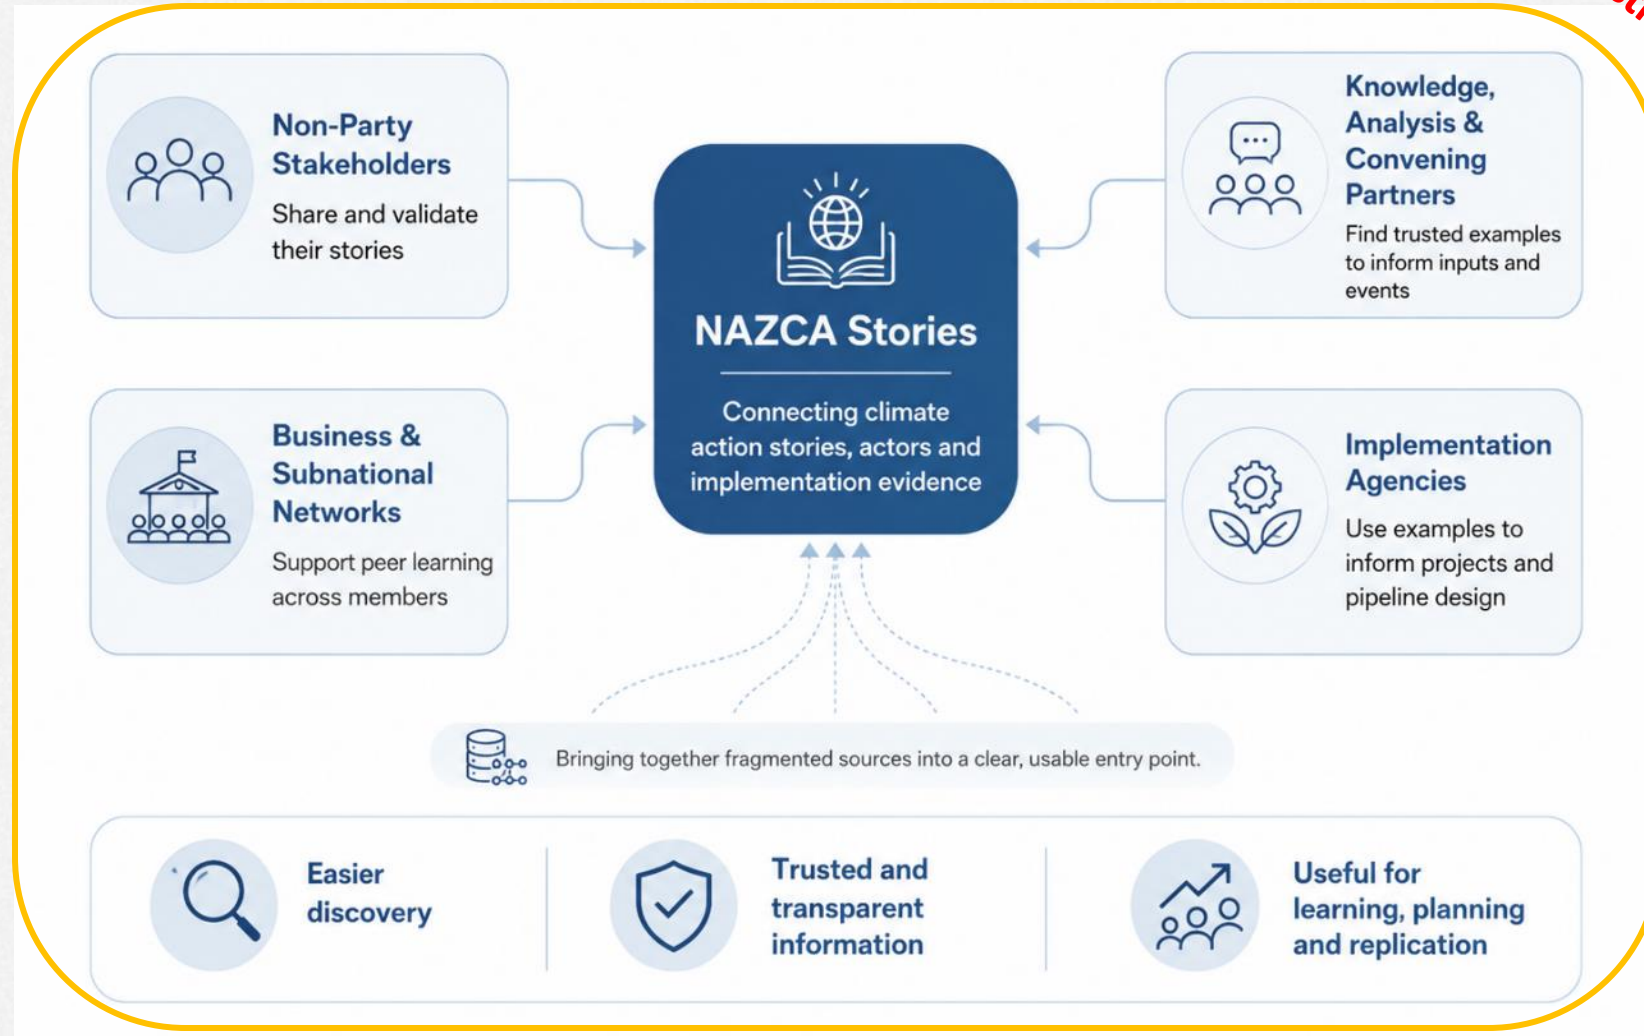 Non-Party
Stakeholders
Share and validate
their stories
Business &
Subnational
Networks
Support peer learning
across members
NAZCA Stories
Connecting climate
action stories, actors and
implementation evidence
Knowledge,
Analysis &
Convening
Partners
Find trusted examples
to inform inputs and
events
Implementation
Agencies
Use examples to
inform projects and
pipeline design
Bringing together fragmented sources into a clear, usable entry point.
Easier
discovery
Trusted and
transparent
information
Useful for
learning, planning
and replication